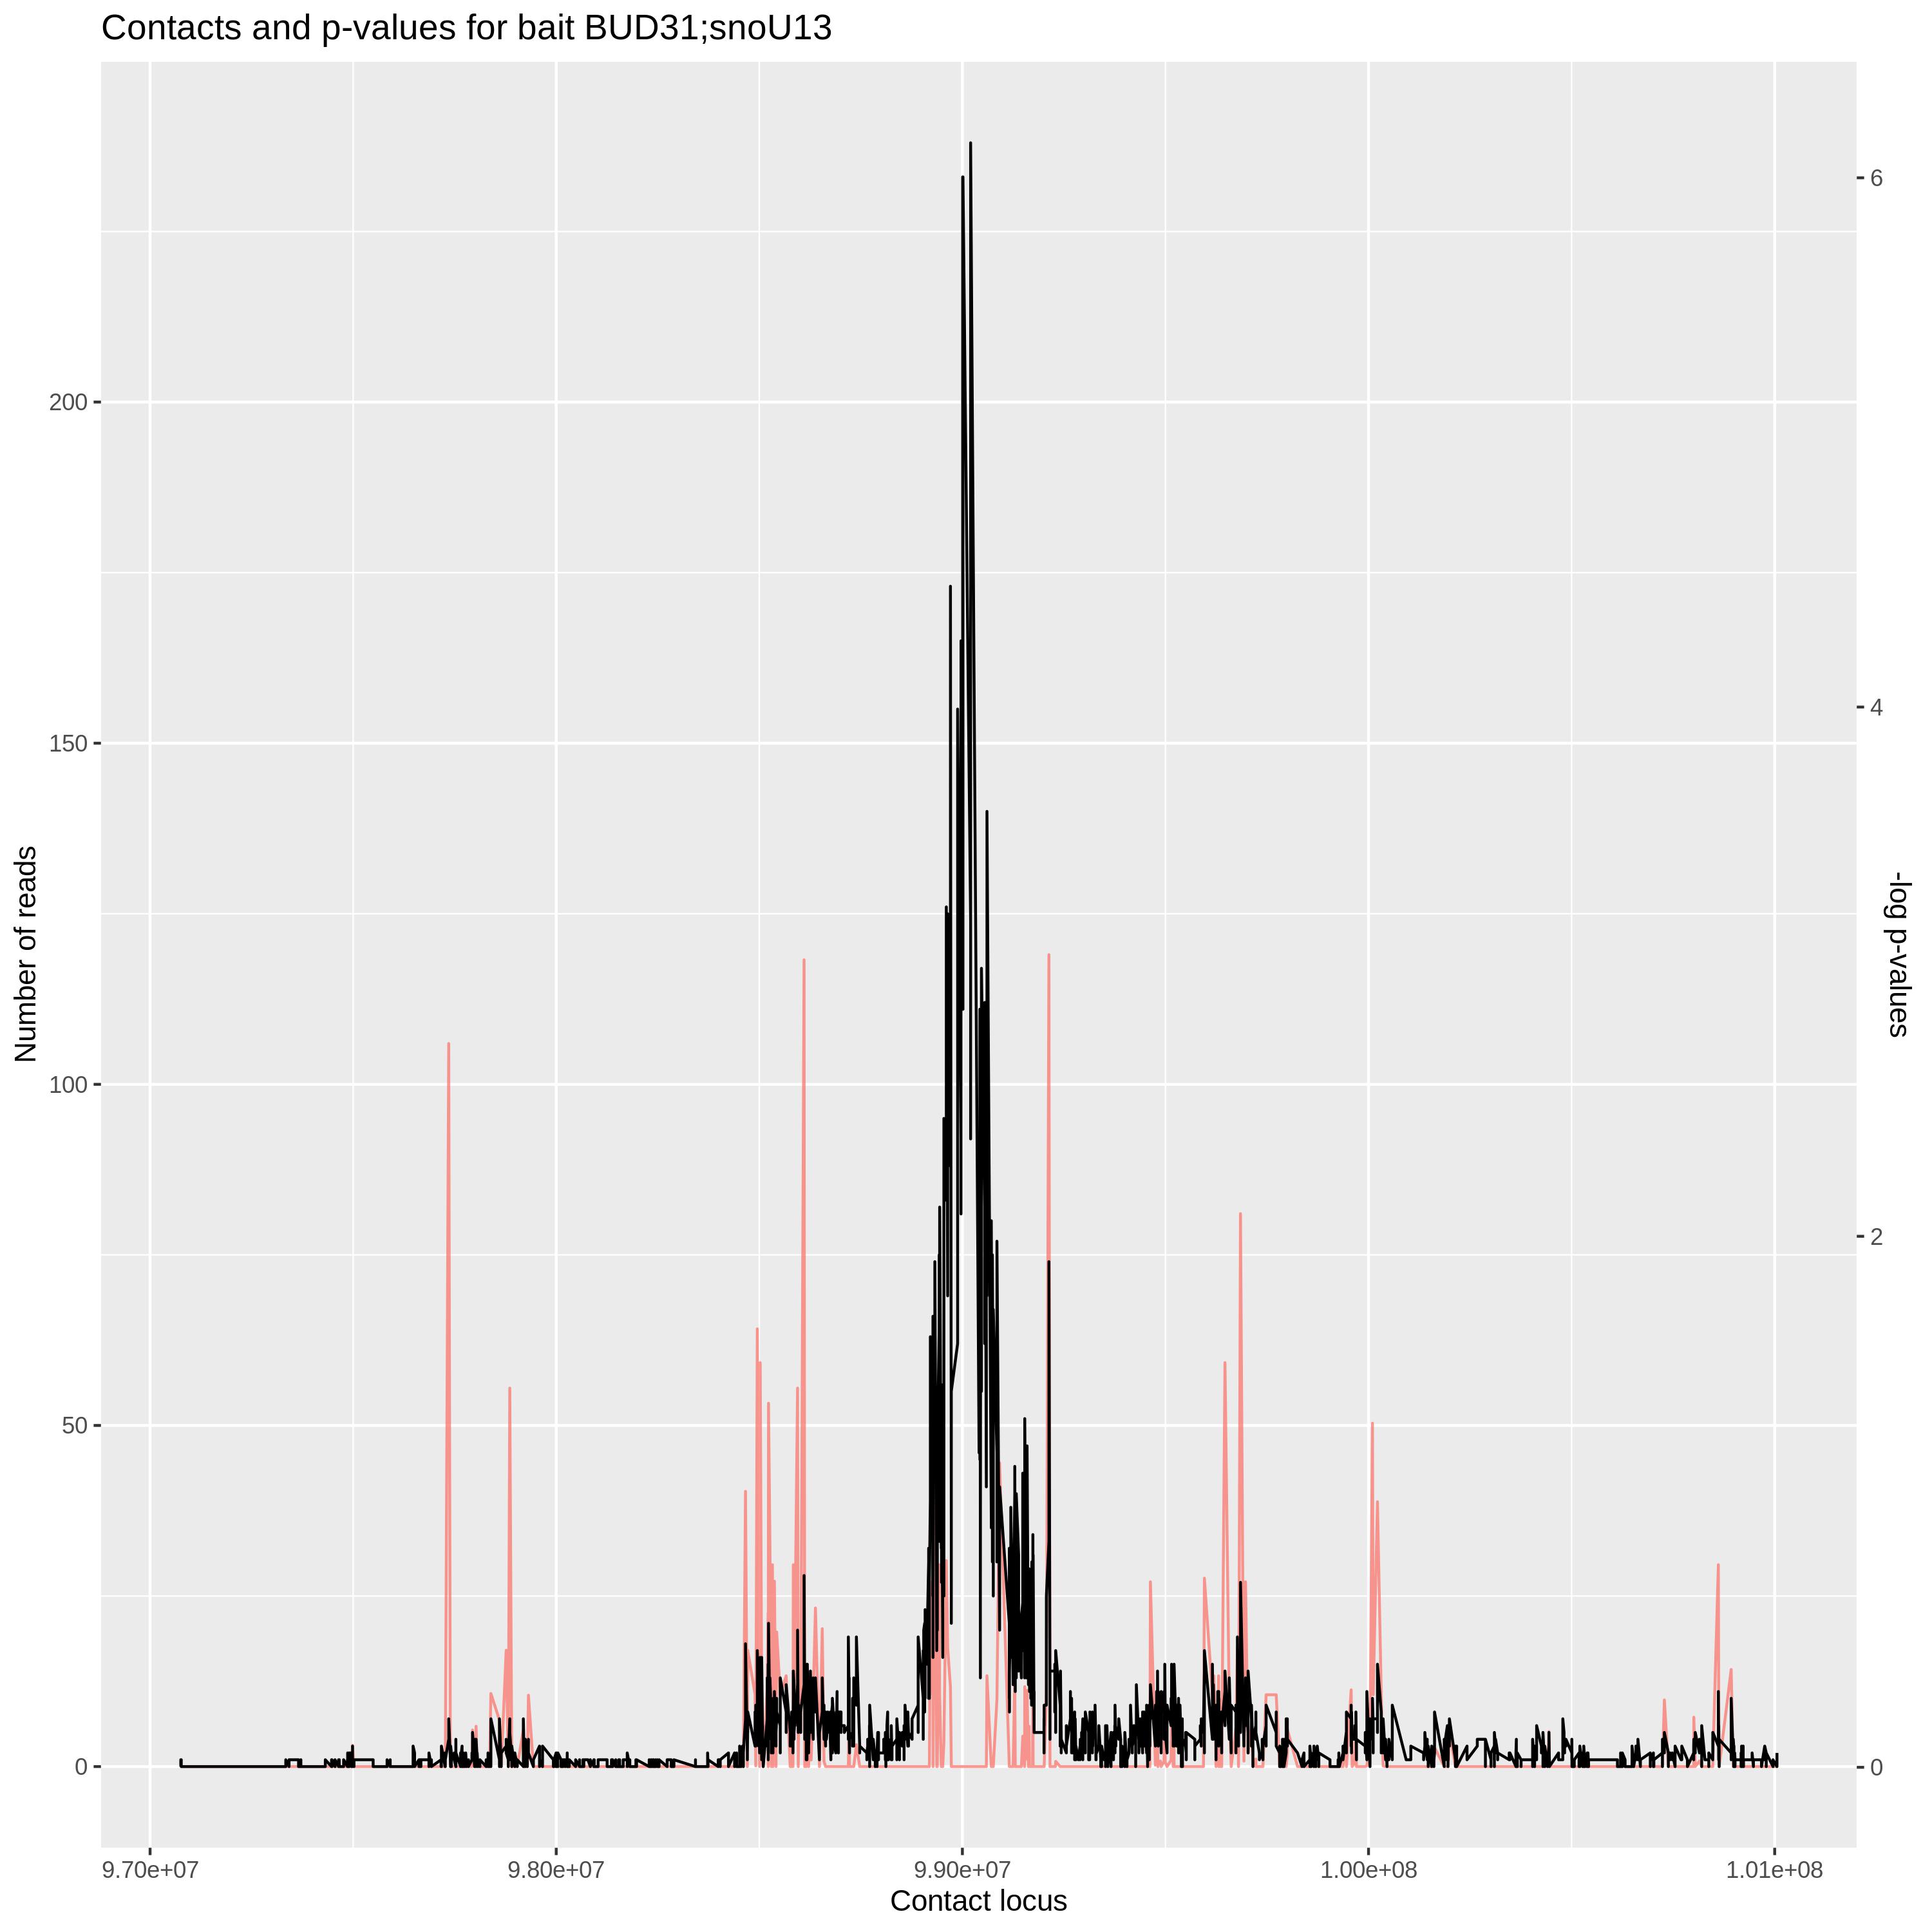 Contacts and p-values for bait BUD31;snoU13
Number of reads
200
150
100
50
0
6
4
2
0
-log p-values
9.70e+07
9.80e+07
9.90e+07
1.00e+08
1.01e+08
Contact locus